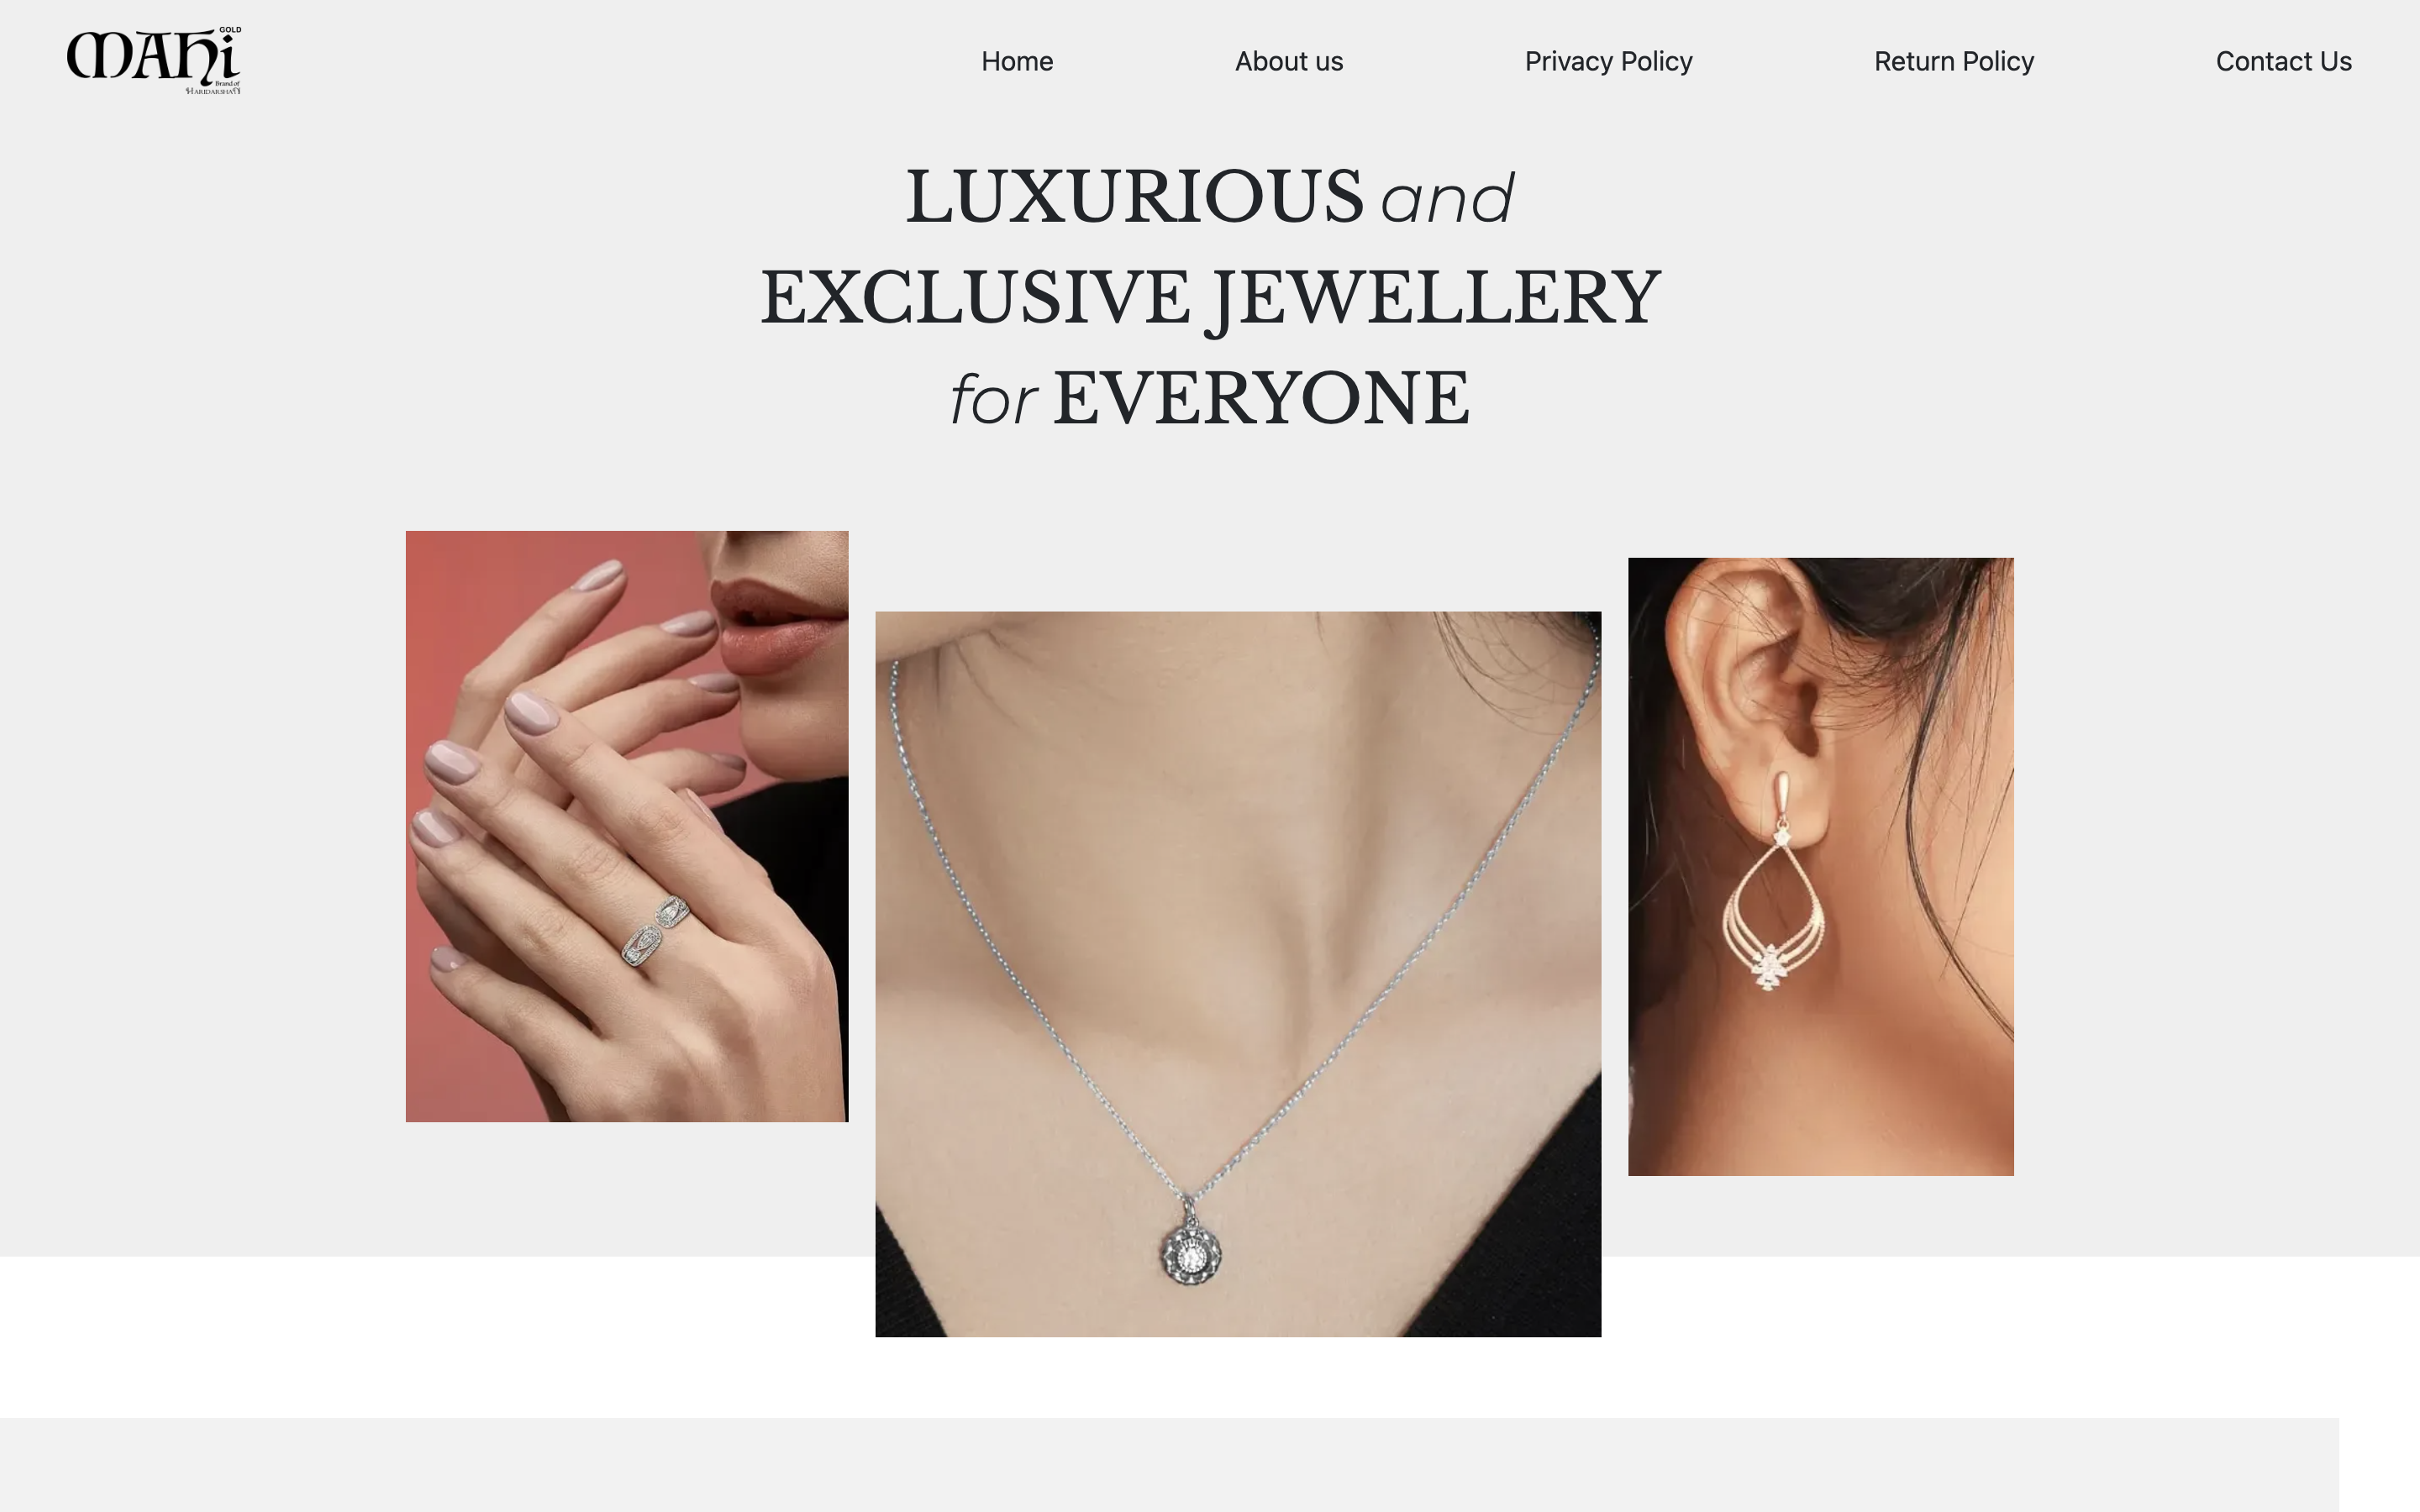 GOLD
MAHi
Brand of
HARIDARSHAN
Home
About us
Privacy Policy
Return Policy
Contact Us
LUXURIOUS and
EXCLUSIVE JEWELLERY
for EVERYONE